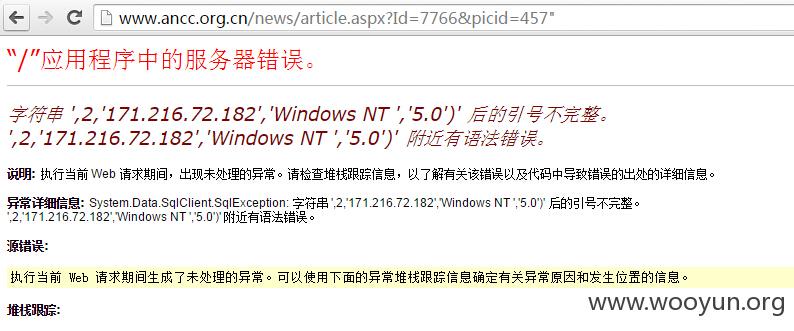 www.ancc.org.cn/news/article.aspx?Id=7766&picid=457"
“/”应用程序中的服务器错误。
字符串 ',2,'171.216.72.182','Windows NT ','5.0')' 后的引号不完整。
',2,'171.216.72.182','Windows NT ','5.0')' 附近有语法错误。
说明: 执行当前 Web 请求期间，出现未处理的异常。请检查堆栈跟踪信息，以了解有关该错误以及代码中导致错误的出处的详细信息。
异常详细信息: System.Data.SqlClient.SqlException: 字符串 ',2,'171.216.72.182','Windows NT ','5.0')' 后的引号不完整。
',2,'171.216.72.182','Windows NT ','5.0')' 附近有语法错误。
源错误:
执行当前 Web 请求期间生成了未处理的异常。可以使用下面的异常堆栈跟踪信息确定有关异常原因和发生位置的信息。
堆栈跟踪:
www.wooyun.org